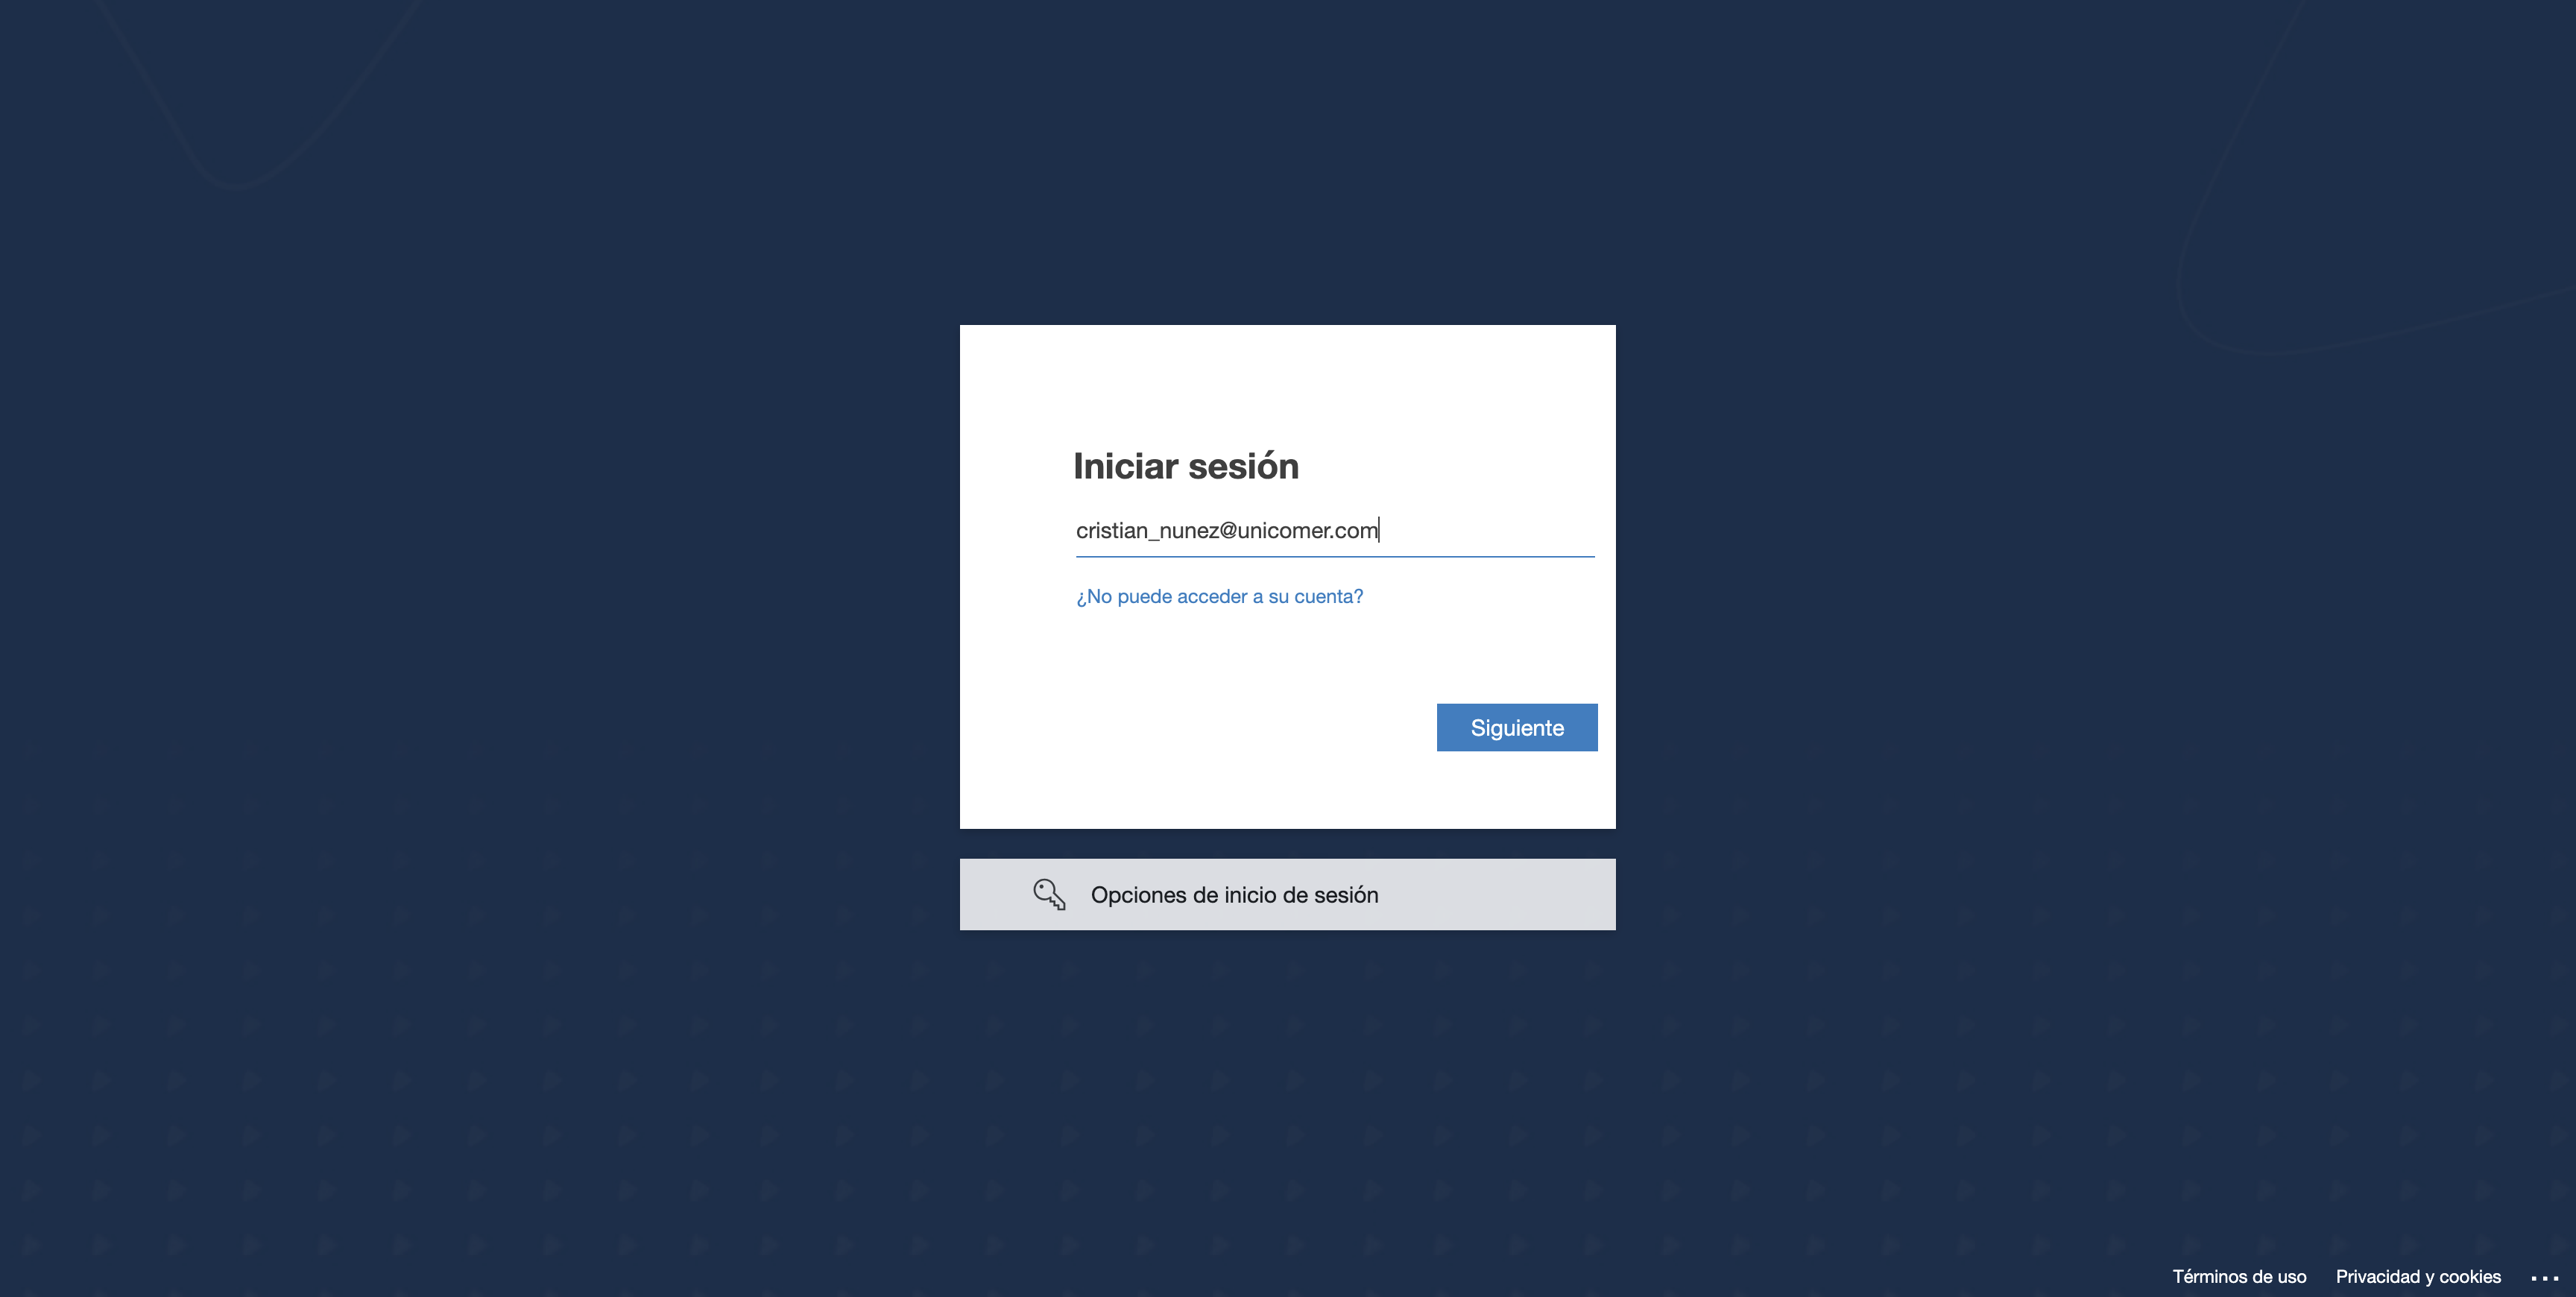 Iniciar sesión
cristian_nunez@unicomer.com
¿No puede acceder a su cuenta?
Siguiente
Opciones de inicio de sesión
Términos de uso Privacidad y cookies ...